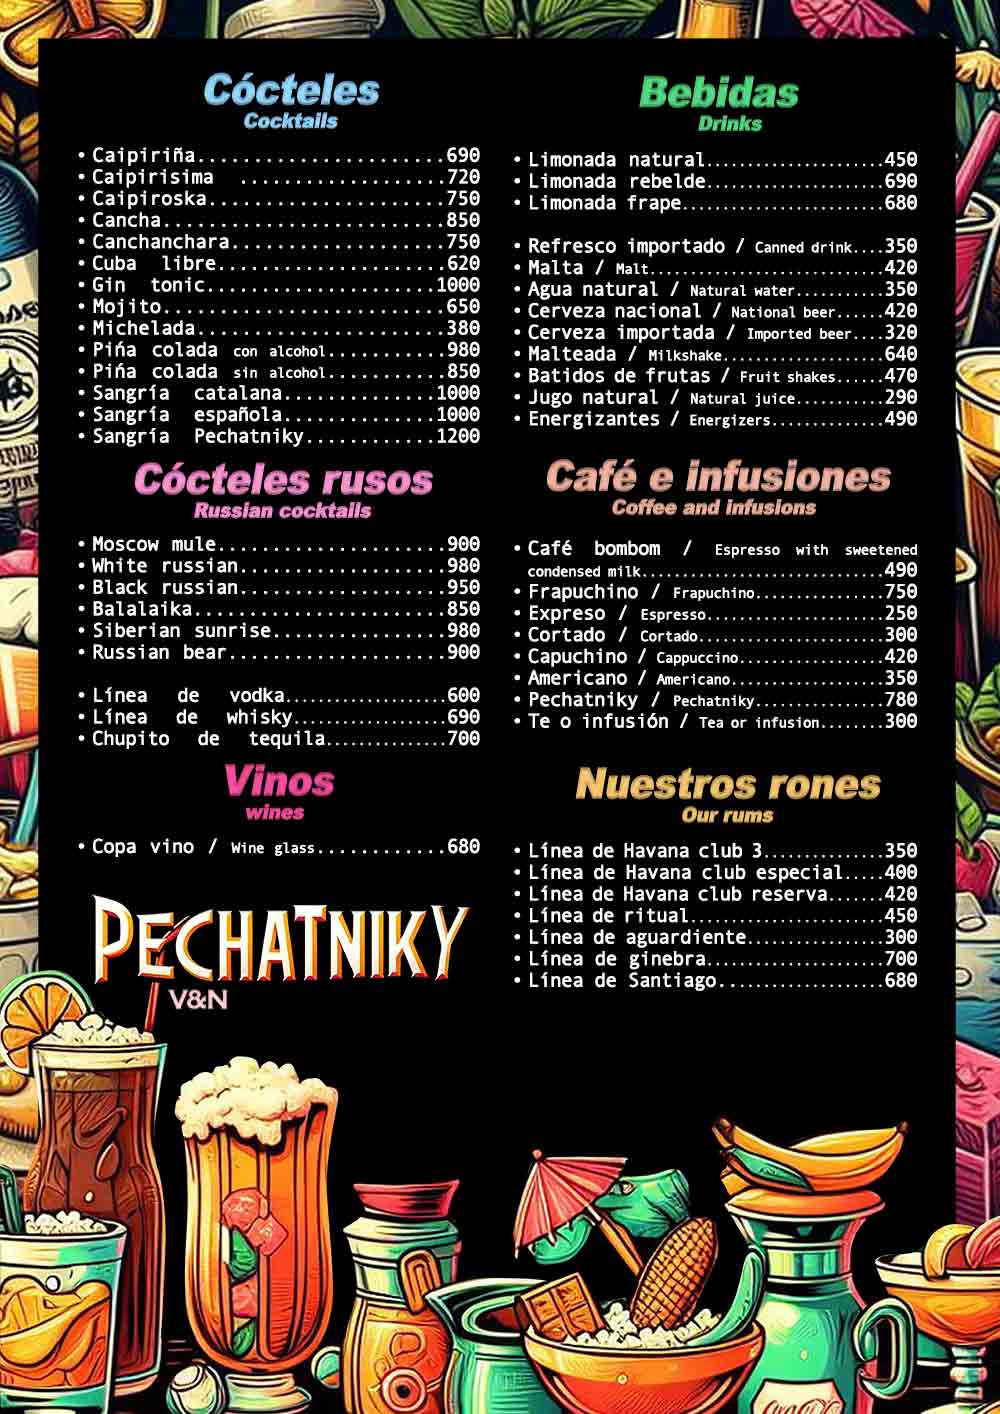 Cócteles
Cocktails
• Caipiriña......................690
• Caipirisima ..................720
• Caipiroska.....................750
• Cancha.........................850
• Canchanchara...................750
• Cuba libre....................620
• Gin tonic....................1000
• Mojito.........................650
• Michelada......................380
• Piña colada con alcohol...........980
• Piña colada sin alcohol...........850
• Sangría catalana.............1000
• Sangría española.............1000
• Sangría Pechatniky............1200
Cócteles rusos
Russian cocktails
• Moscow mule....................900
• White russian..................980
• Black russian..................950
• Balalaika......................850
• Siberian sunrise...............980
• Russian bear...................900
• Línea de vodka....................600
• Línea de whisky...................690
• Chupito de tequila...............700
Vinos
wines
• Copa vino / Wine glass............680
PECHATNIKY
V&N
Bebidas
Drinks
• Limonada natural......................450
• Limonada rebelde......................690
• Limonada frape.........................680
• Refresco importado / Canned drink....350
• Malta / Malt.............................420
• Agua natural / Natural water...........350
• Cerveza nacional / National beer......420
• Cerveza importada / Imported beer....320
• Malteada / Milkshake....................640
• Batidos de frutas / Fruit shakes......470
• Jugo natural / Natural juice...........290
• Energizantes / Energizers..............490
Café e infusiones
Coffee and infusions
• Café bombom / Espresso with sweetened
condensed milk..............................490
• Frapuchino / Frapuchino................750
• Expreso / Espresso......................250
• Cortado / Cortado.......................300
• Capuchino / Cappuccino..................420
• Americano / Americano...................350
• Pechatniky / Pechatniky................780
• Te o infusión / Tea or infusion........300
Nuestros rones
Our rums
• Línea de Havana club 3...............350
• Línea de Havana club especial.....400
• Línea de Havana club reserva.......420
• Línea de ritual........................450
• Línea de aguardiente.................300
• Línea de ginebra......................700
• Línea de Santiago....................680